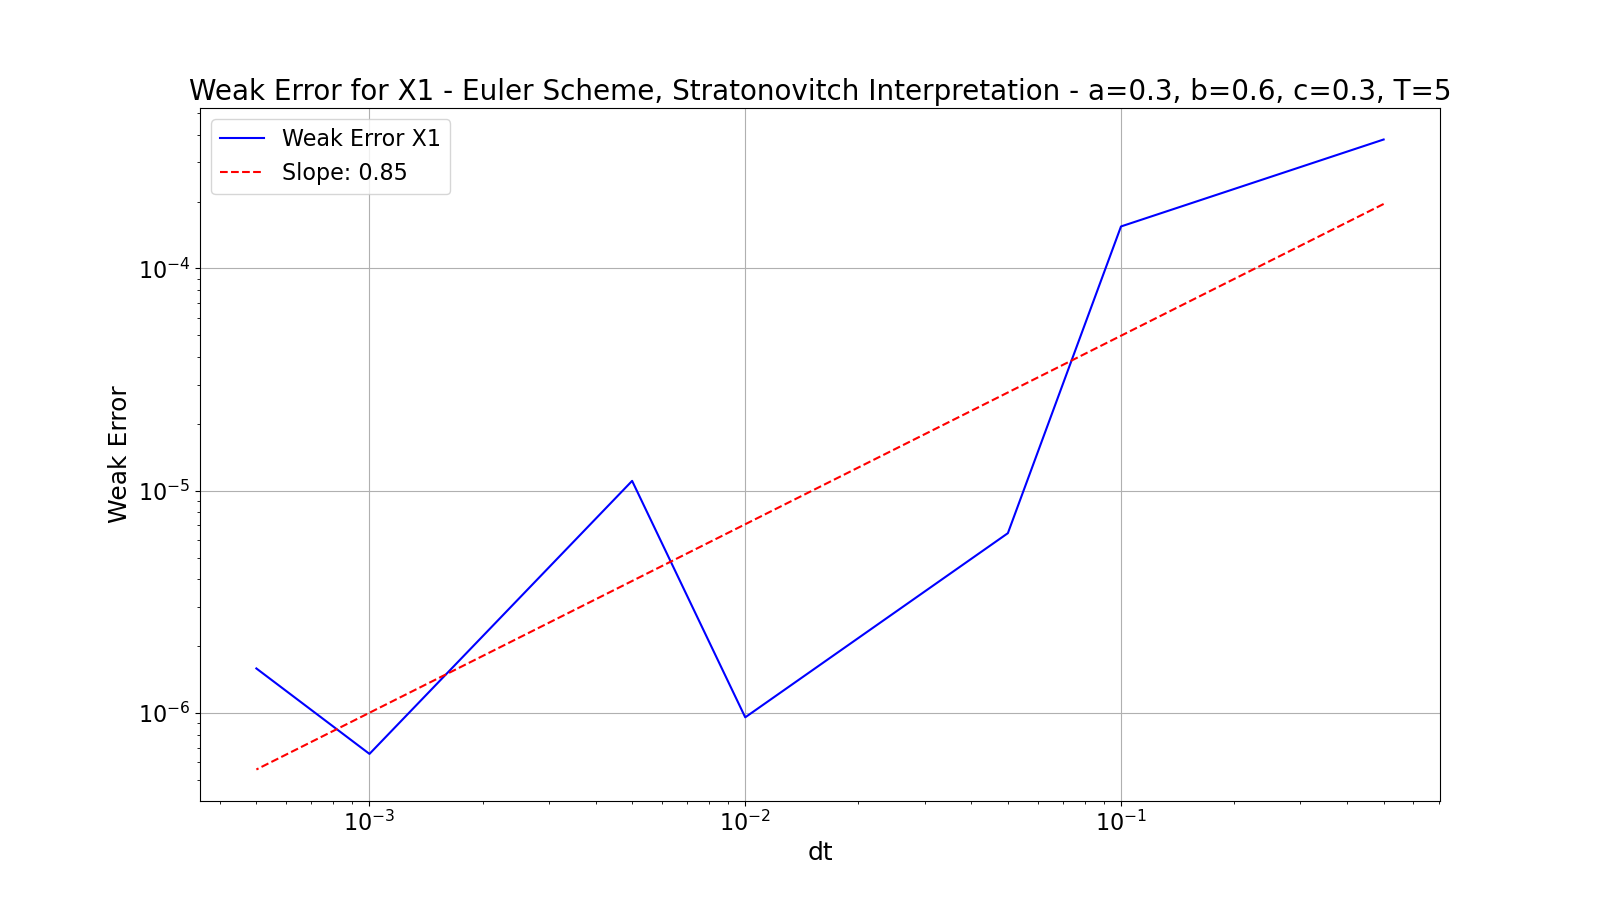 Weak Error for X1 - Euler Scheme, Stratonovitch Interpretation - a=0.3, b=0.6, c=0.3, T=5
Weak Error X1
Slope: 0.85
10⁻⁴
10⁻⁵
10⁻⁶
Weak Error
10⁻³
10⁻²
10⁻¹
dt